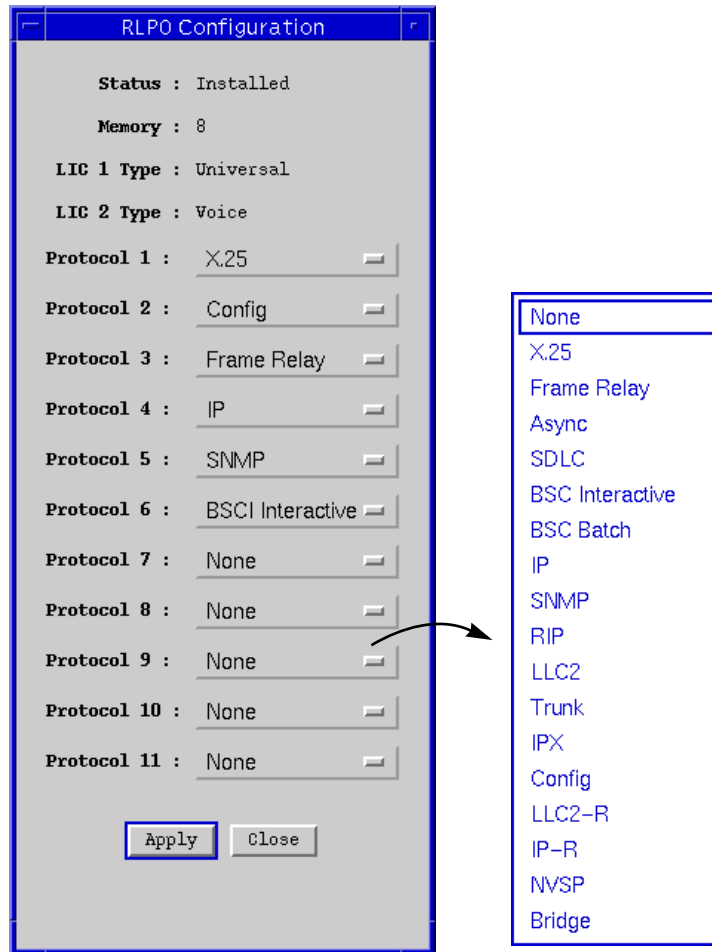 RLP0 Configuration
Status : Installed
Memory : 8
LIC 1 Type : Universal
LIC 2 Type : Voice
Protocol 1 : X.25
Protocol 2 : Config
Protocol 3 : Frame Relay
Protocol 4 : IP
Protocol 5 : SNMP
Protocol 6 : BSCI Interactive
Protocol 7 : None
Protocol 8 : None
Protocol 9 : None
Protocol 10 : None
Protocol 11 : None
Apply Close
None
X.25
Frame Relay
Async
SDLC
BSC Interactive
BSC Batch
IP
SNMP
RIP
LLC2
Trunk
IPX
Config
LLC2-R
IP-R
NVSP
Bridge